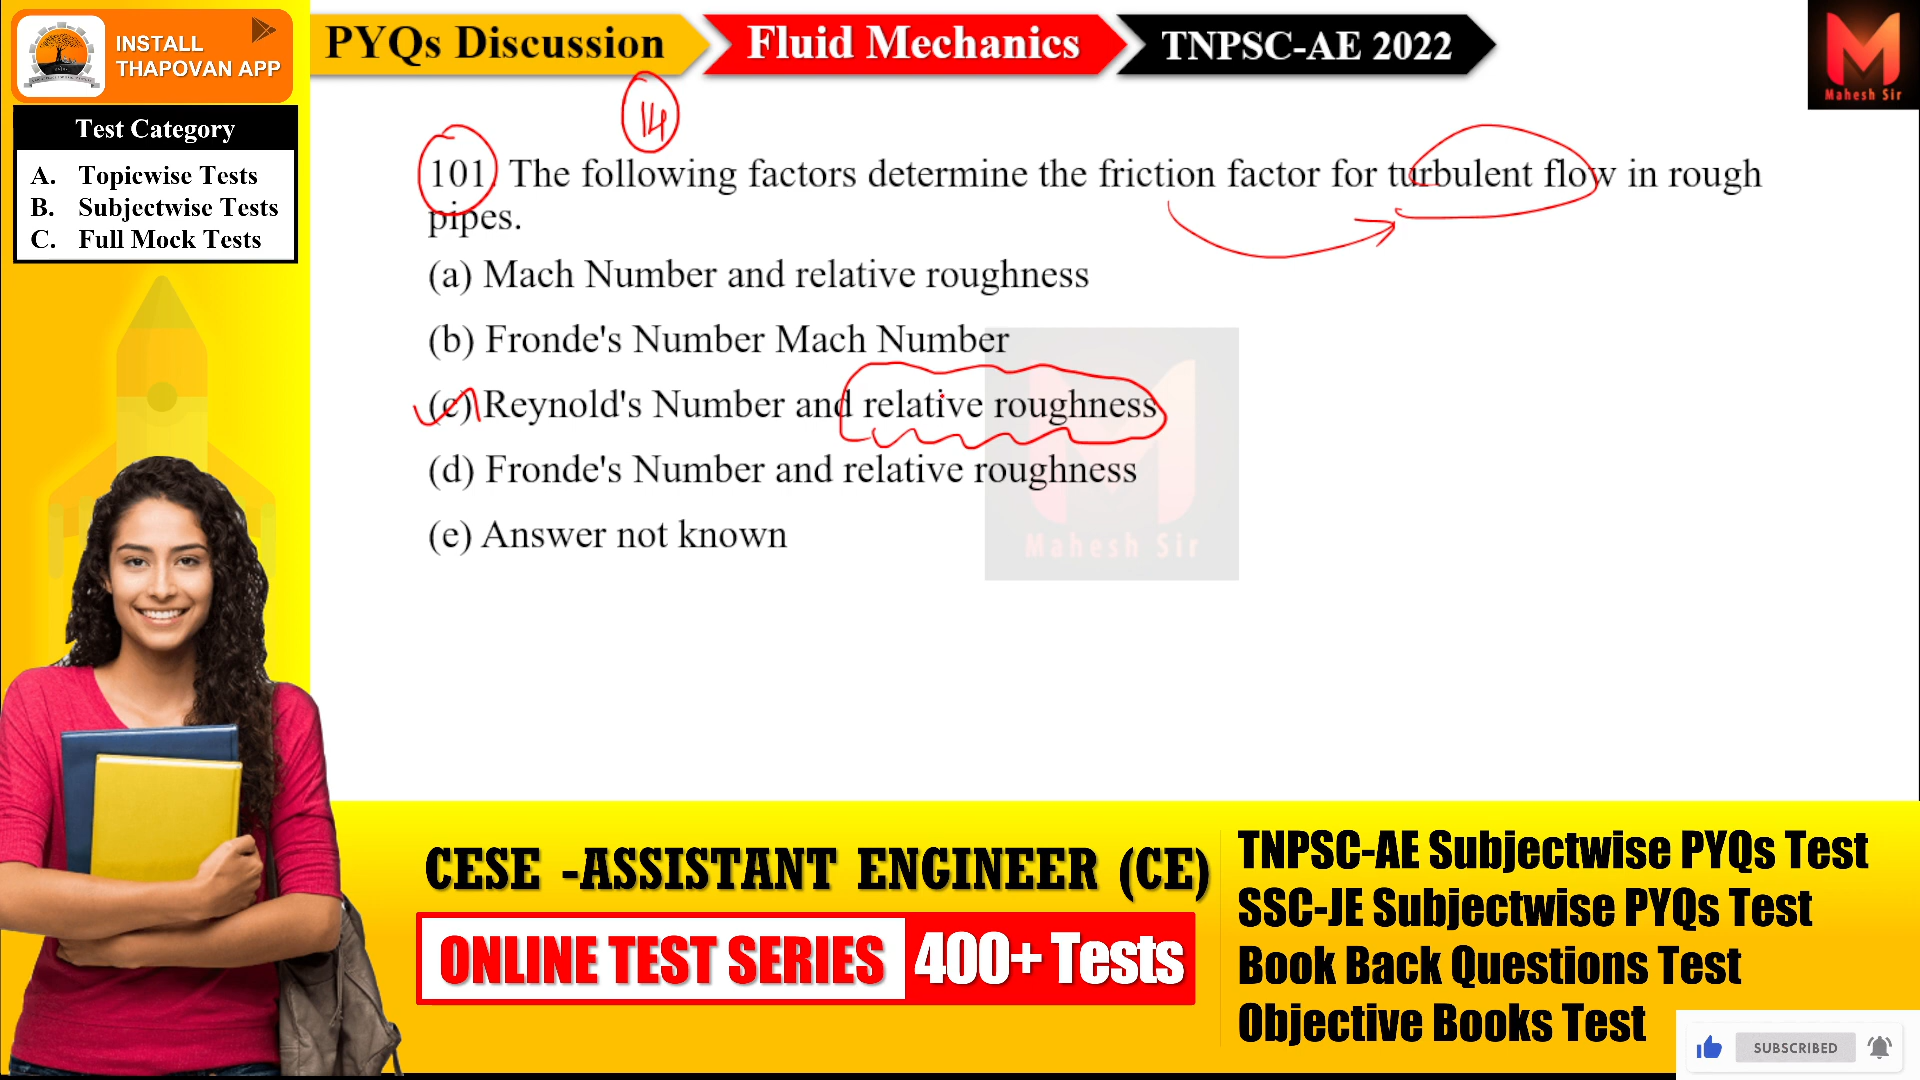 INSTALL
THAPOVAN APP
PYQs Discussion
Fluid Mechanics
TNPSC-AE 2022
Mahesh Sir
Test Category
A. Topicwise Tests
B. Subjectwise Tests
C. Full Mock Tests
14
101. The following factors determine the friction factor for turbulent flow in rough
pipes.
(a) Mach Number and relative roughness
(b) Fronde's Number Mach Number
(c) Reynold's Number and relative roughness
(d) Fronde's Number and relative roughness
(e) Answer not known
Mahesh Sir
CESE -ASSISTANT ENGINEER (CE)
ONLINE TEST SERIES 400+ Tests
TNPSC-AE Subjectwise PYQs Test
SSC-JE Subjectwise PYQs Test
Book Back Questions Test
Objective Books Test
SUBSCRIBED